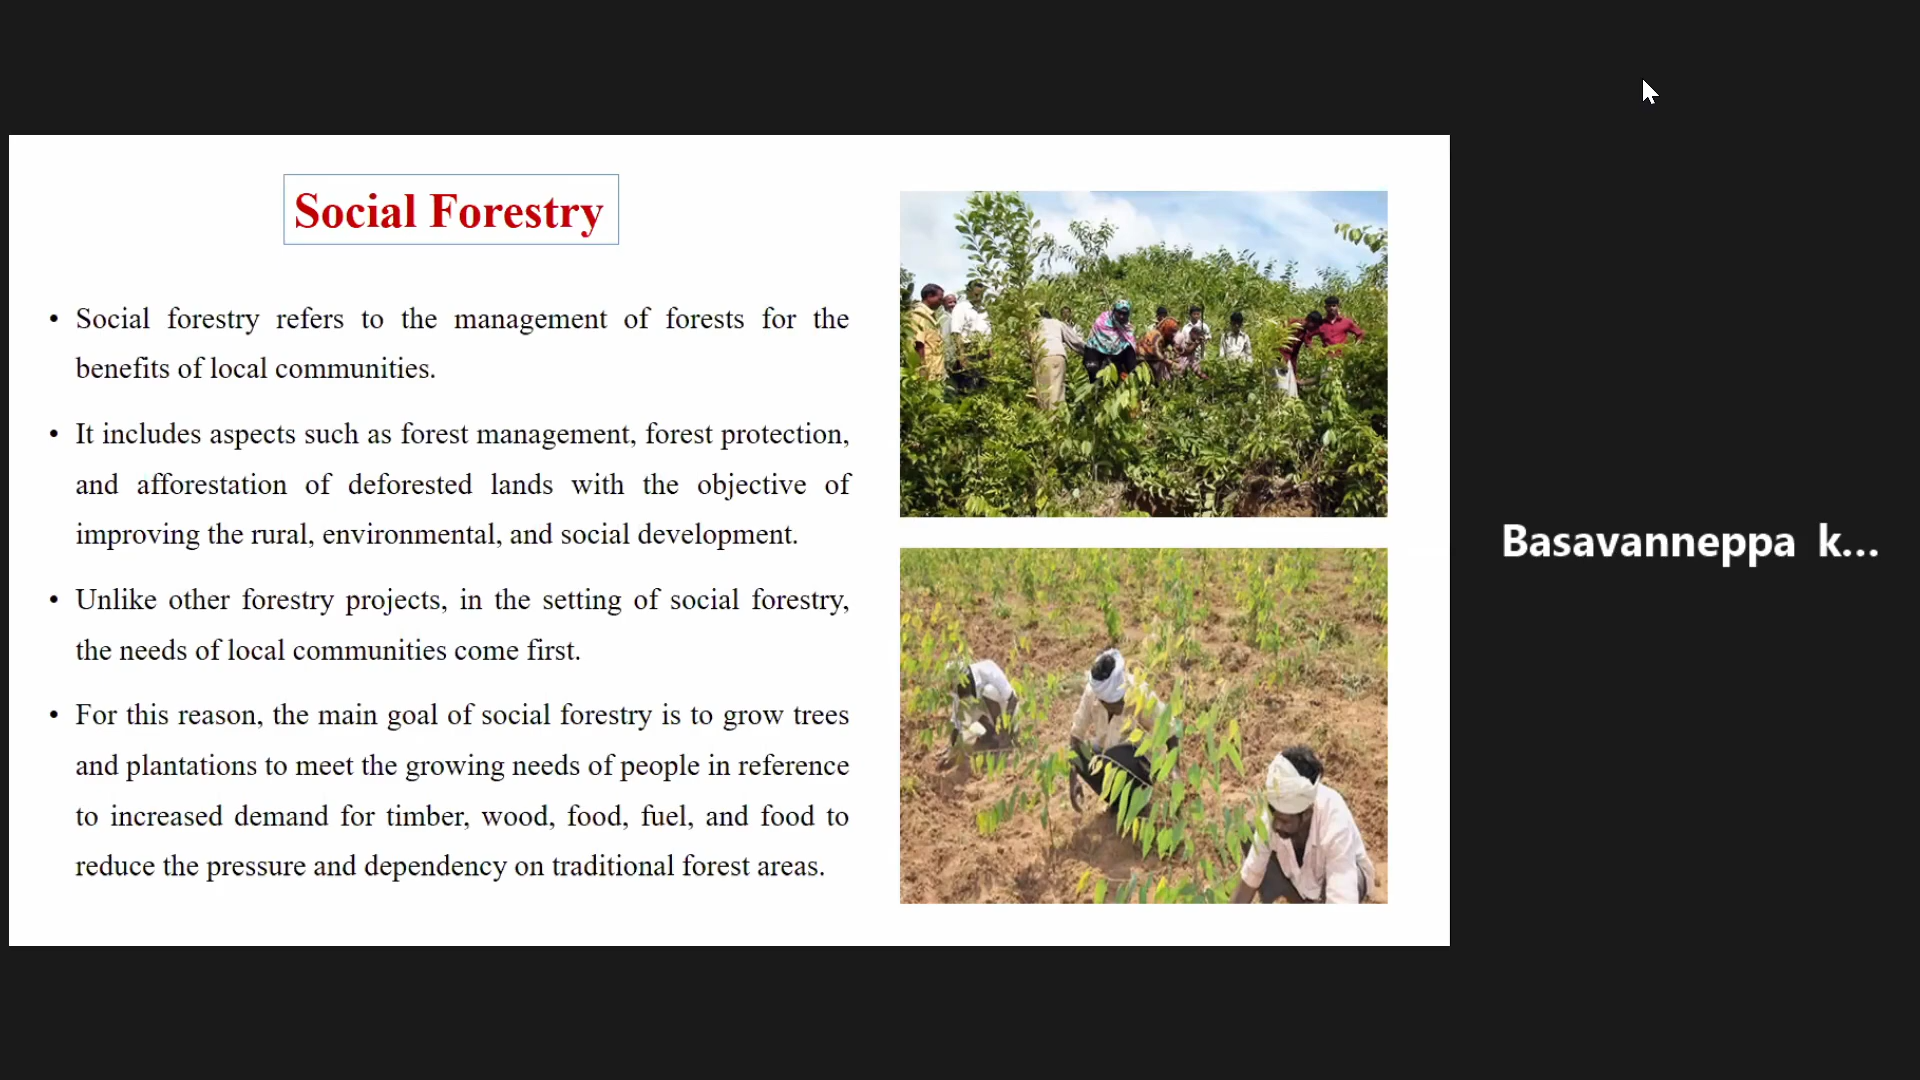 Social Forestry
• Social forestry refers to the management of forests for the
benefits of local communities.
• It includes aspects such as forest management, forest protection,
and afforestation of deforested lands with the objective of
improving the rural, environmental, and social development.
• Unlike other forestry projects, in the setting of social forestry,
the needs of local communities come first.
• For this reason, the main goal of social forestry is to grow trees
and plantations to meet the growing needs of people in reference
to increased demand for timber, wood, food, fuel, and food to
reduce the pressure and dependency on traditional forest areas.
Basavanneppa k...